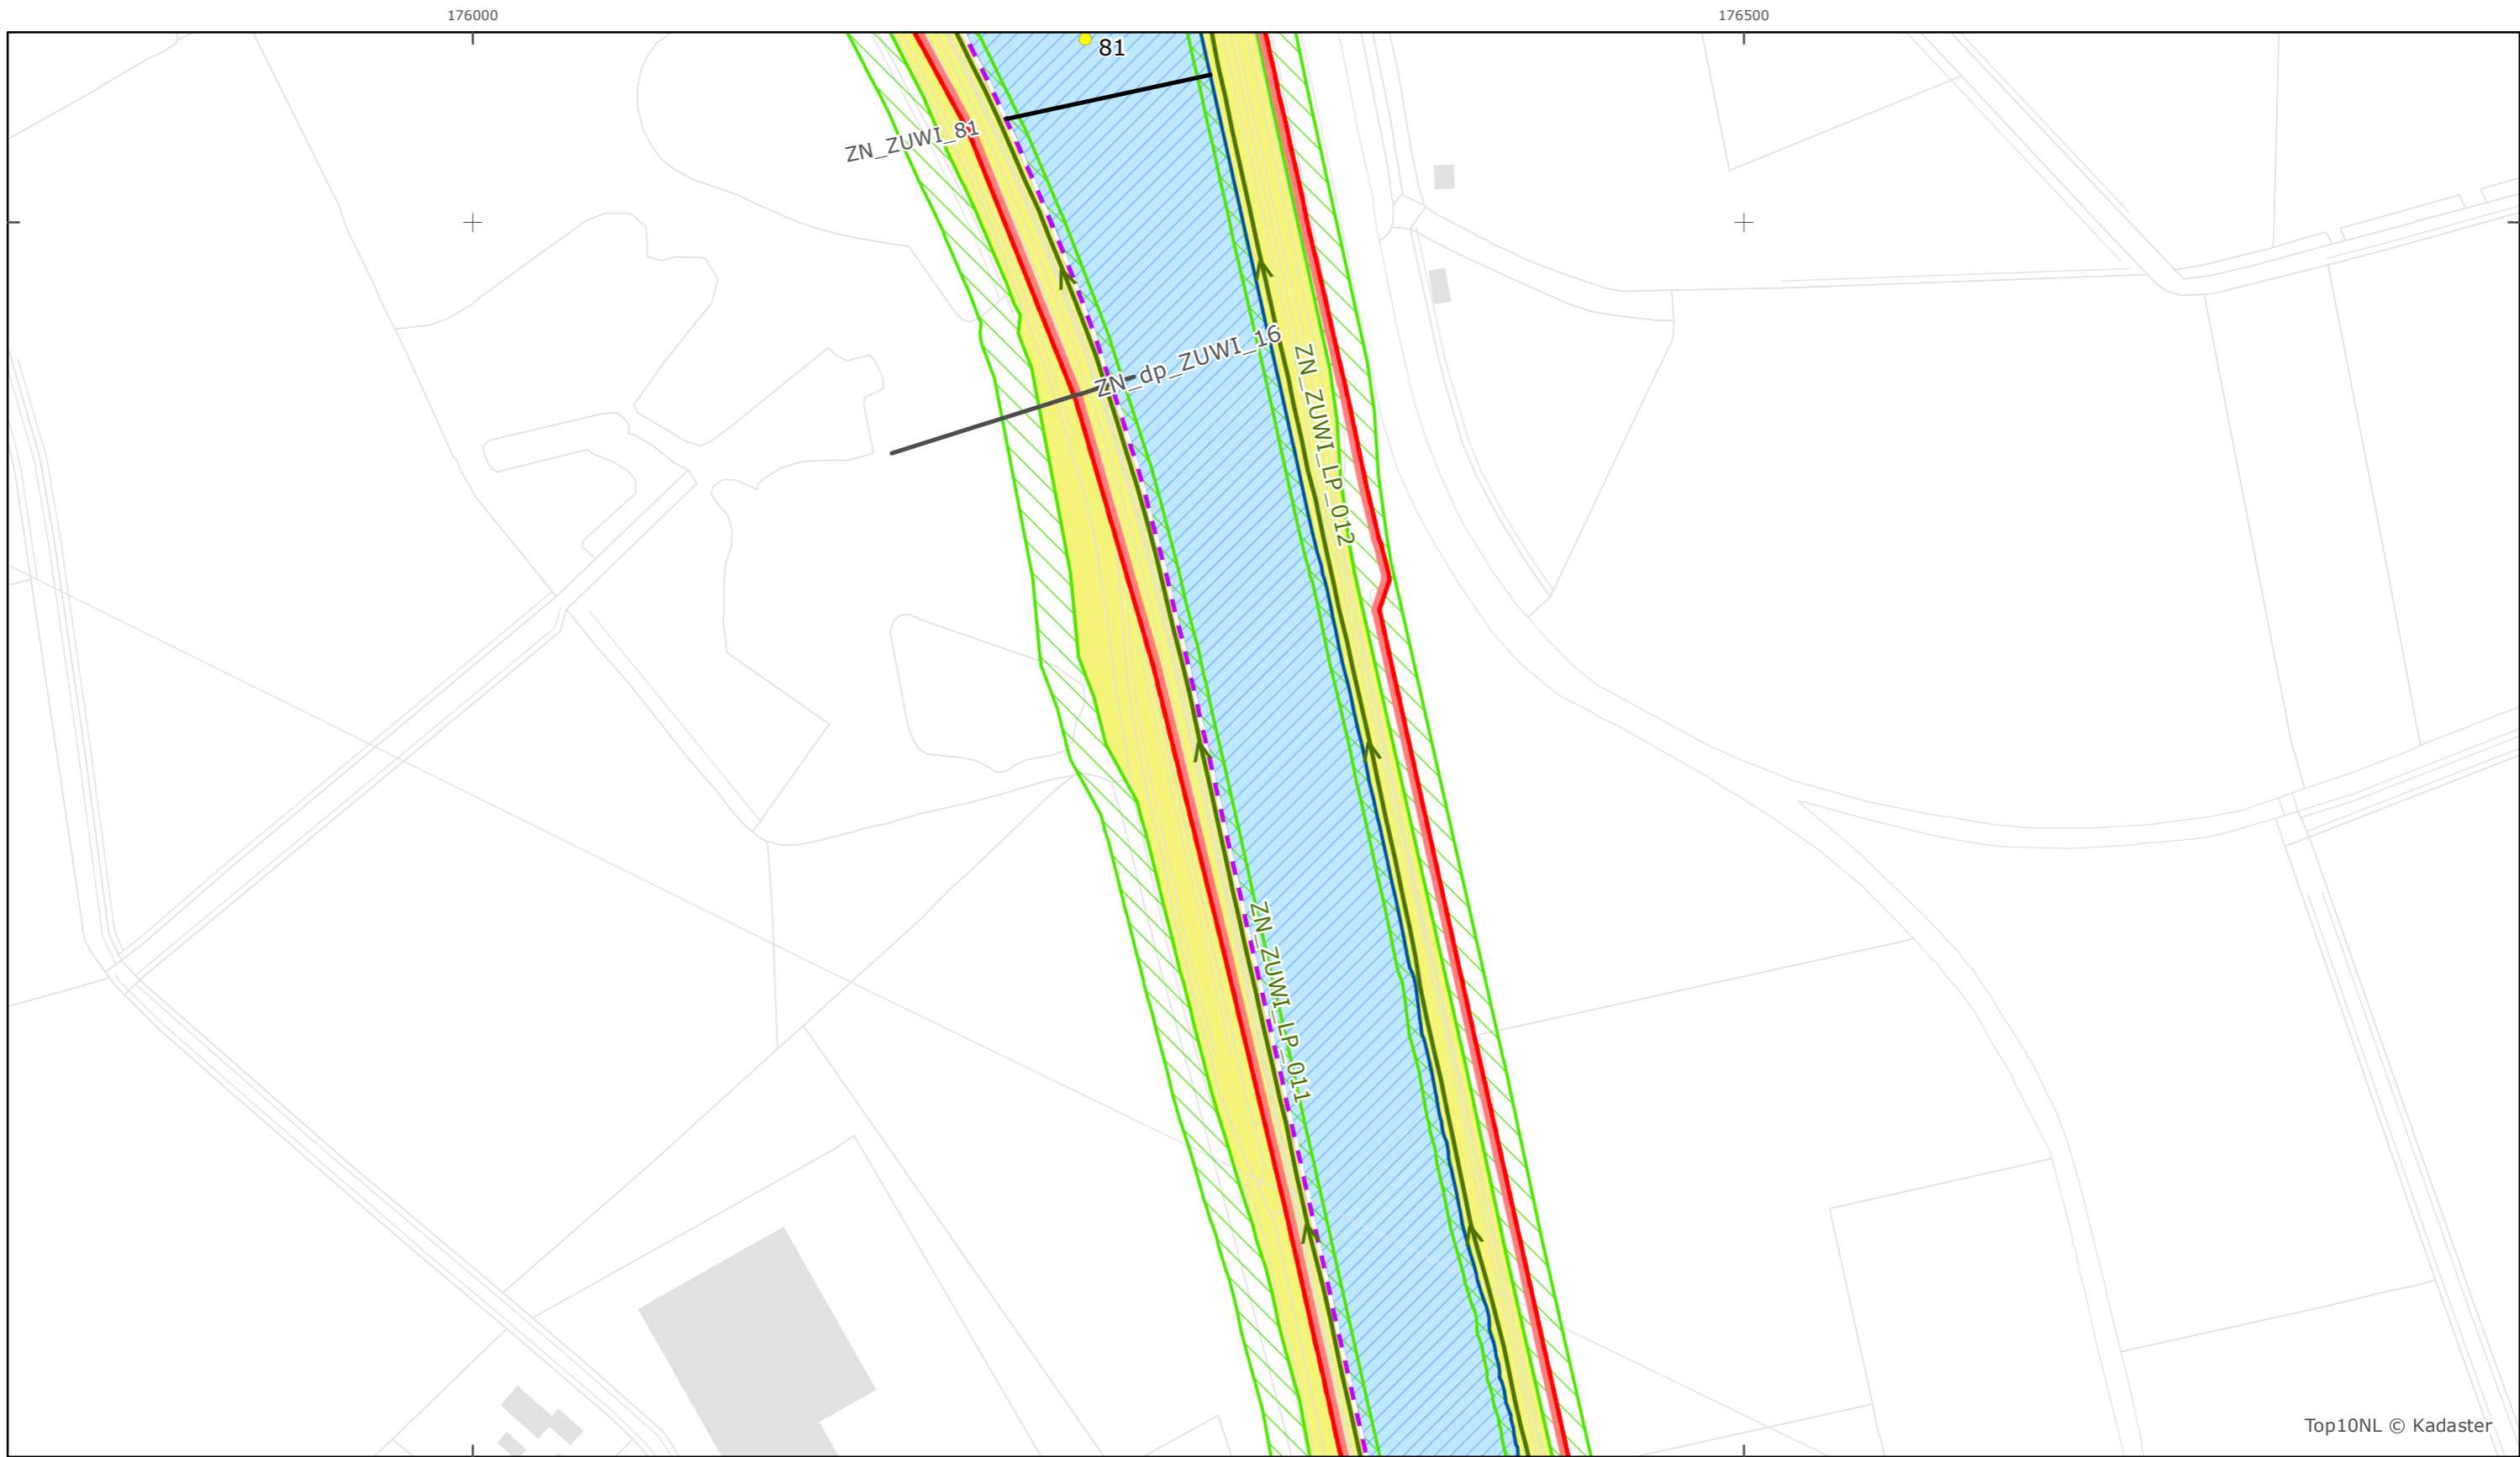 176000
176500
81
ZN_ZUWI_81
ZN_dp_ZUWI_16
ZN_ZUWI_LP_012
ZN_ZUWI_LP_011
Top10NL © Kadaster